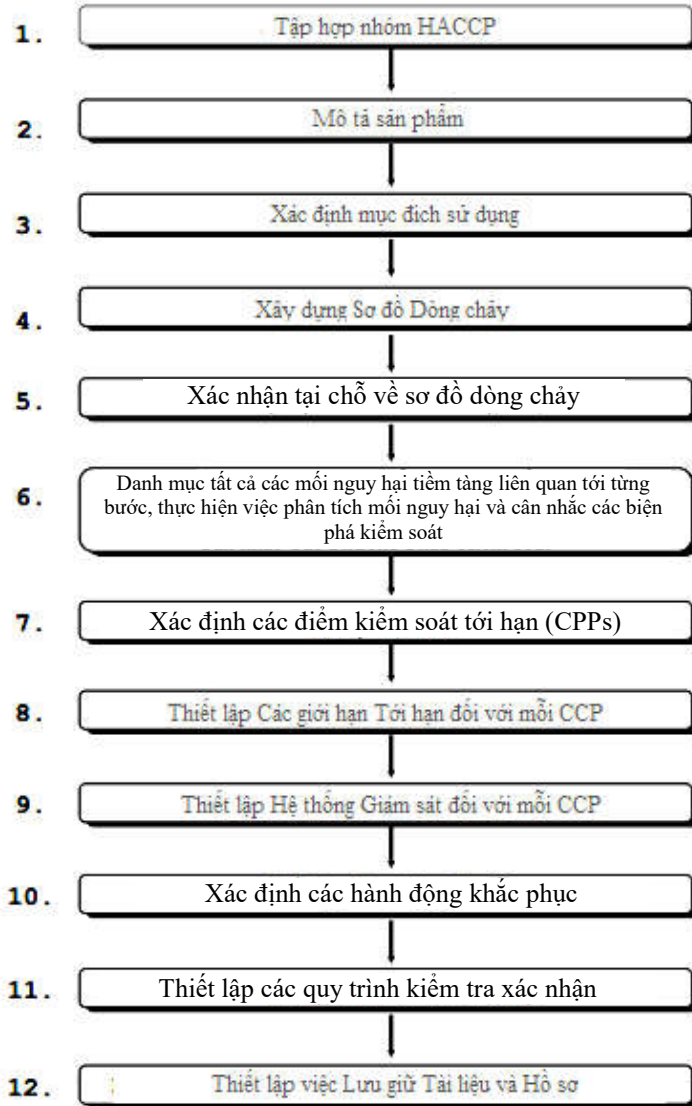 1. Tập hợp nhóm HACCP
2. Mô tả sản phẩm
3. Xác định mục đích sử dụng
4. Xây dựng Sơ đồ Dòng chảy
5. Xác nhận tại chỗ về sơ đồ dòng chảy
6. Danh mục tất cả các mối nguy hại tiềm tàng liên quan tới từng
bước, thực hiện việc phân tích mối nguy hại và cân nhắc các biện
phá kiểm soát
7. Xác định các điểm kiểm soát tới hạn (CPPs)
8. Thiết lập Các giới hạn Tới hạn đối với mỗi CCP
9. Thiết lập Hệ thống Giám sát đối với mỗi CCP
10. Xác định các hành động khắc phục
11. Thiết lập các quy trình kiểm tra xác nhận
12. Thiết lập việc Lưu giữ Tài liệu và Hồ sơ